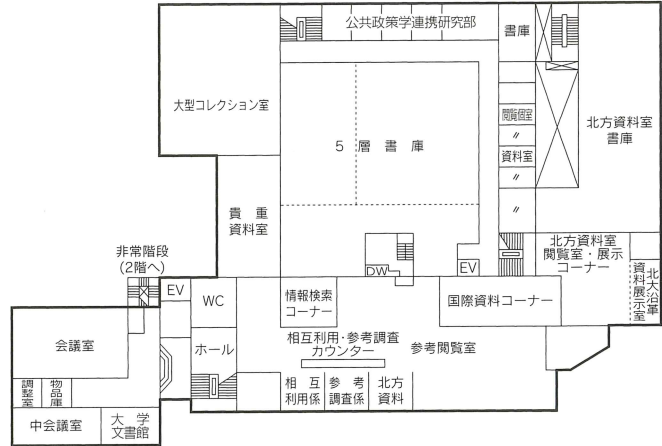 公共政策学連携研究部
書庫
大型コレクション室
閲覧個室
〃
資料室
〃
〃
北方資料室
書庫
5層書庫
貴重
資料室
非常階段
(2階へ)
EV
WC
DW
EV
北方資料室
閲覧室・展示
コーナー
北大沿革
資料展示室
情報検索
コーナー
国際資料コーナー
会議室
ホール
相互利用・参考調査
カウンター
参考閲覧室
調整室
物品庫
相互
利用係
参考
調査係
北方
資料
中会議室
大学
文書館